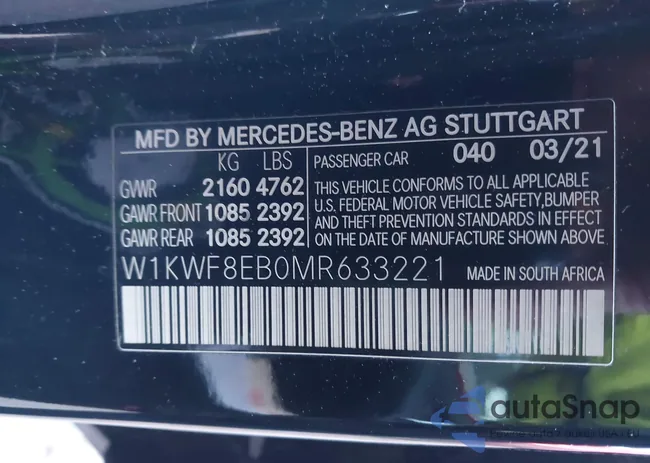 MFD BY MERCEDES-BENZ AG STUTTGART
KG LBS
GVWR 2160 4762
GAWR FRONT 1085 2392
GAWR REAR 1085 2392
PASSENGER CAR 040 03/21
THIS VEHICLE CONFORMS TO ALL APPLICABLE
U.S. FEDERAL MOTOR VEHICLE SAFETY,BUMPER
AND THEFT PREVENTION STANDARDS IN EFFECT
ON THE DATE OF MANUFACTURE SHOWN ABOVE.
W1KWF8EB0MR633221 MADE IN SOUTH AFRICA
autaSnap